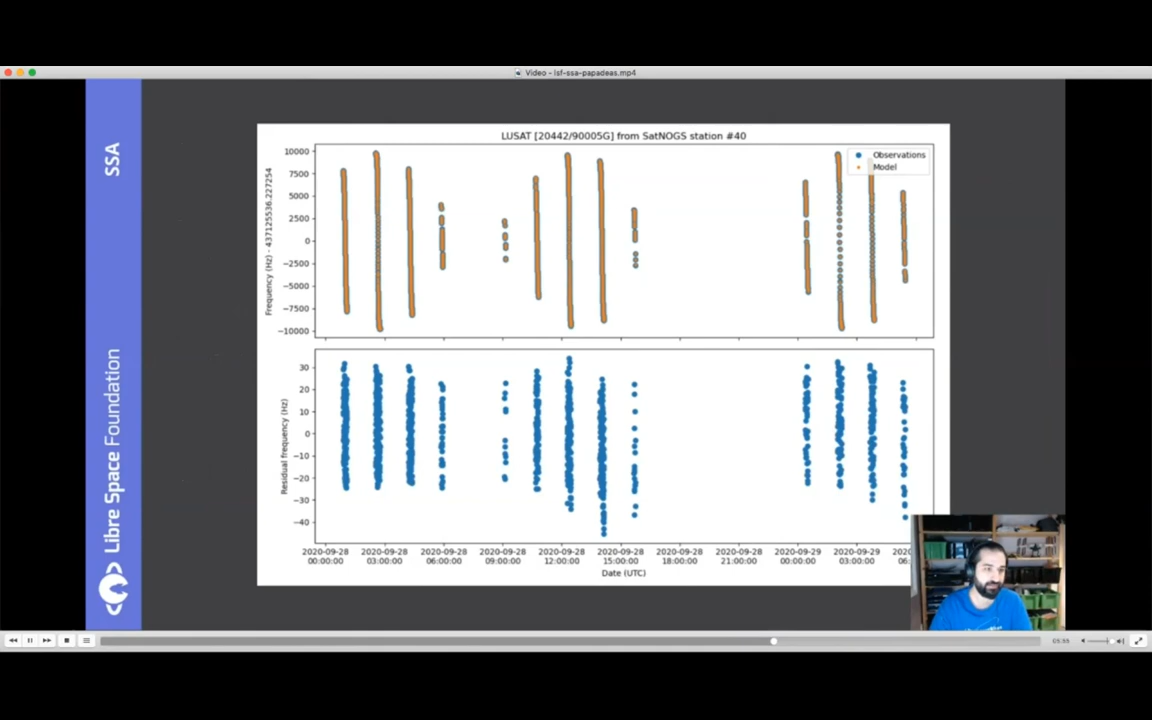 Video - lsf-ssa-papadeas.mp4
SSA
Libre Space Foundation
LUSAT [20442/90005G] from SatNOGS station #40
Observations
Model
Frequency (Hz) - 437125536.227254
10000
7500
5000
2500
0
−2500
−5000
−7500
−10000
Residual frequency (Hz)
30
20
10
0
−10
−20
−30
−40
2020-09-28 2020-09-28 2020-09-28 2020-09-28 2020-09-28 2020-09-28 2020-09-28 2020-09-28 2020-09-29 2020-09-29
00:00:00 03:00:00 06:00:00 09:00:00 12:00:00 15:00:00 18:00:00 21:00:00 00:00:00 03:00:00
Date (UTC)